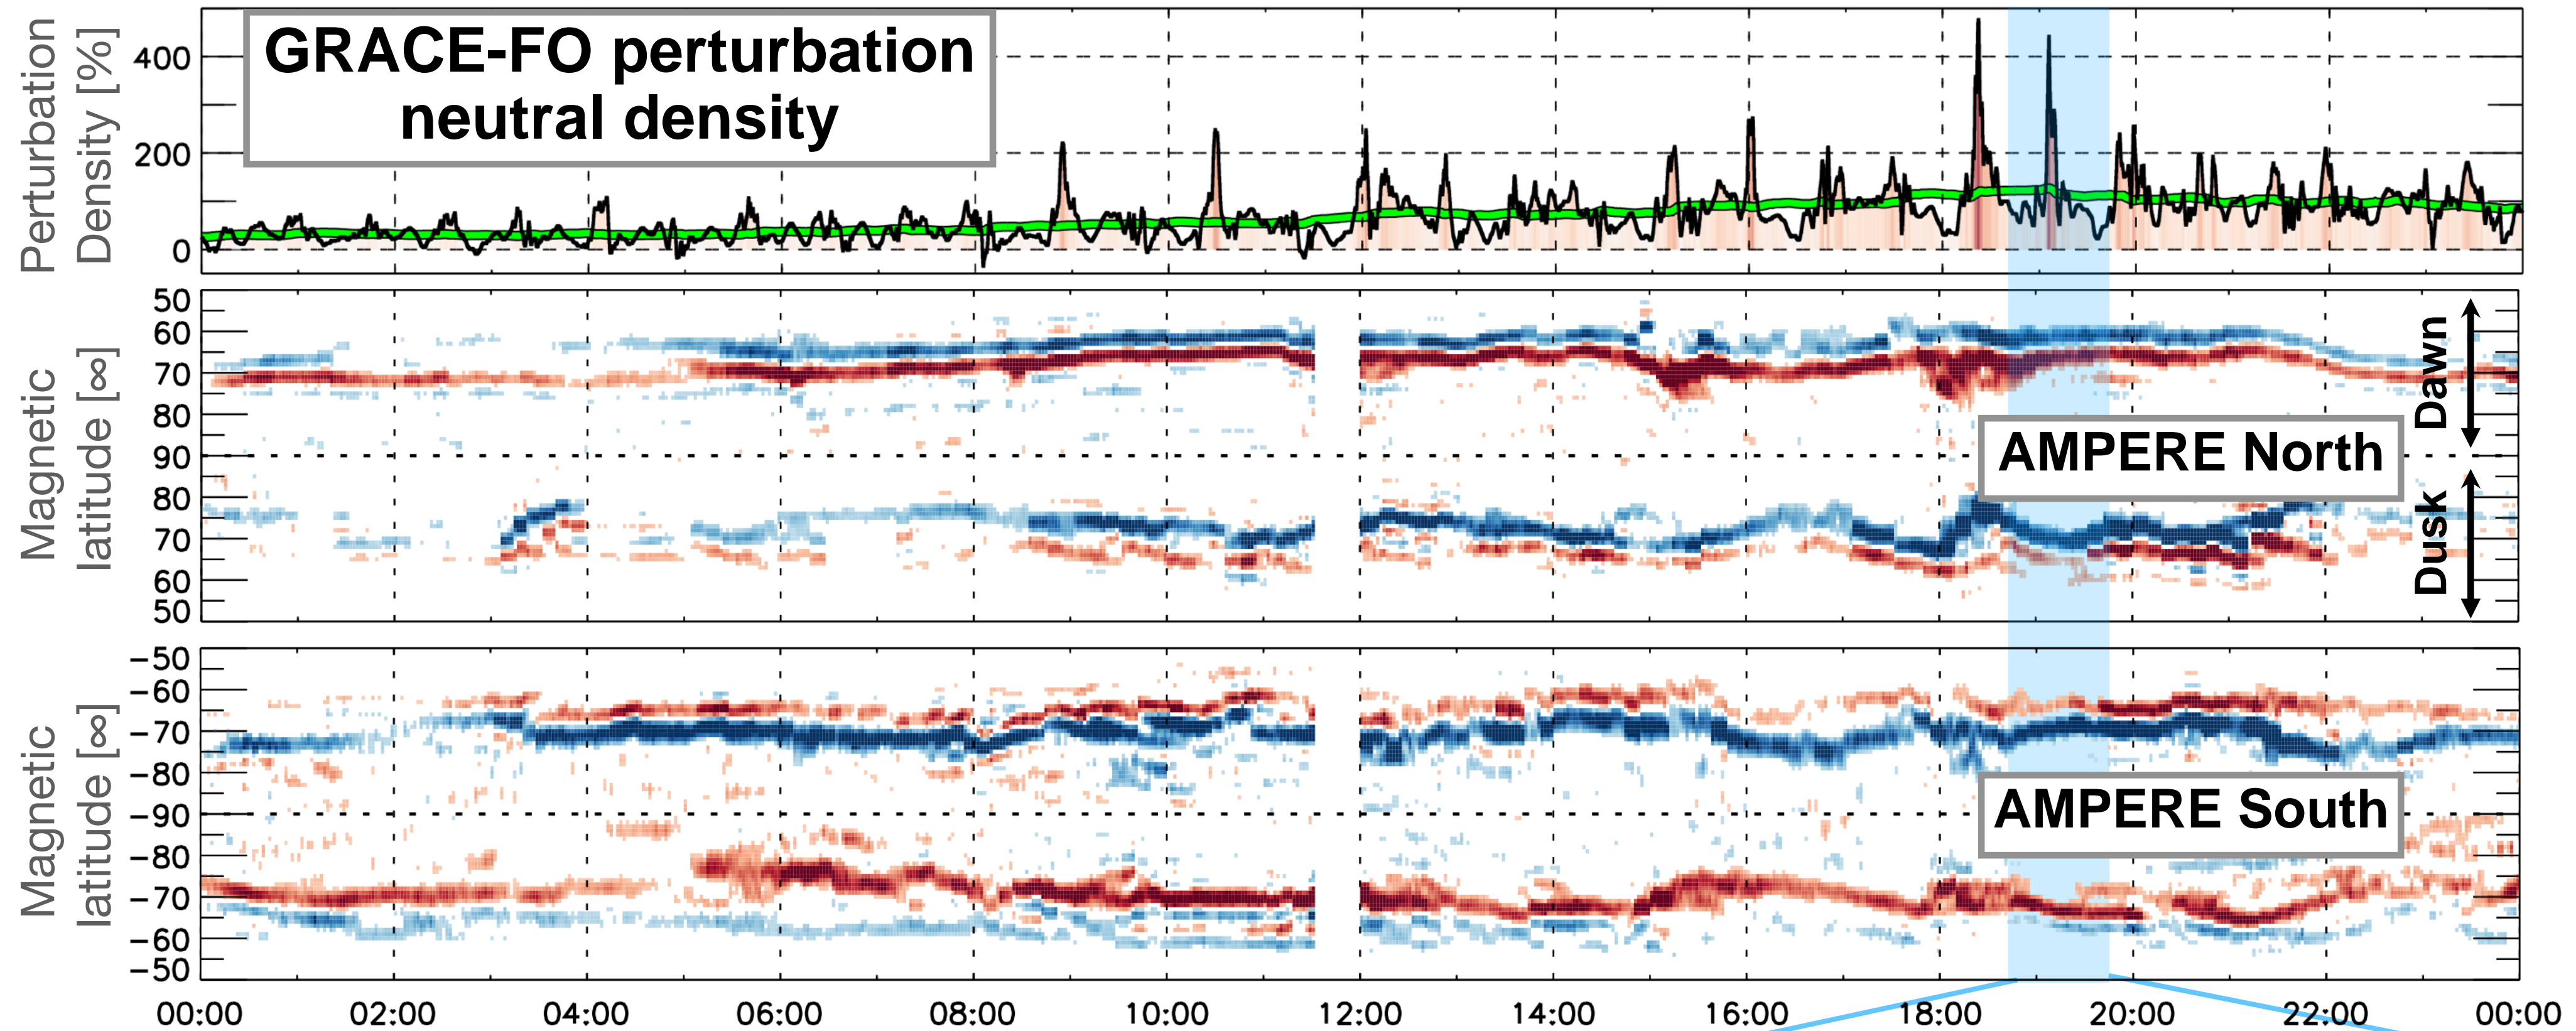 GRACE-FO perturbation
neutral density
Perturbation
Density [%]
400
200
0
Magnetic
latitude [∞]
50
60
70
80
90
80
70
60
50
Dawn
AMPERE North
Dusk
Magnetic
latitude [∞]
−50
−60
−70
−80
−90
−80
−70
−60
−50
AMPERE South
00:00 02:00 04:00 06:00 08:00 10:00 12:00 14:00 16:00 18:00 20:00 22:00 00:00